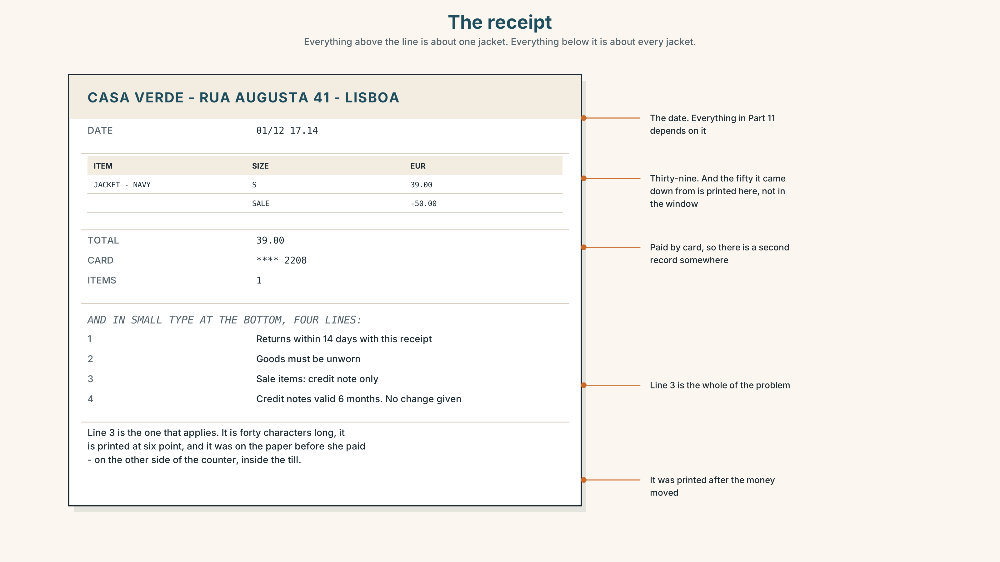 The receipt
Everything above the line is about one jacket. Everything below it is about every jacket.
CASA VERDE - RUA AUGUSTA 41 - LISBOA
DATE 01/12 17.14
ITEM SIZE EUR
JACKET - NAVY S 39.00
SALE -50.00
TOTAL 39.00
CARD **** 2208
ITEMS 1
AND IN SMALL TYPE AT THE BOTTOM, FOUR LINES:
1 Returns within 14 days with this receipt
2 Goods must be unworn
3 Sale items: credit note only
4 Credit notes valid 6 months. No change given
Line 3 is the one that applies. It is forty characters long, it
is printed at six point, and it was on the paper before she paid
- on the other side of the counter, inside the till.
The date. Everything in Part 11
depends on it
Thirty-nine. And the fifty it came
down from is printed here, not in
the window
Paid by card, so there is a second
record somewhere
Line 3 is the whole of the problem
It was printed after the money
moved